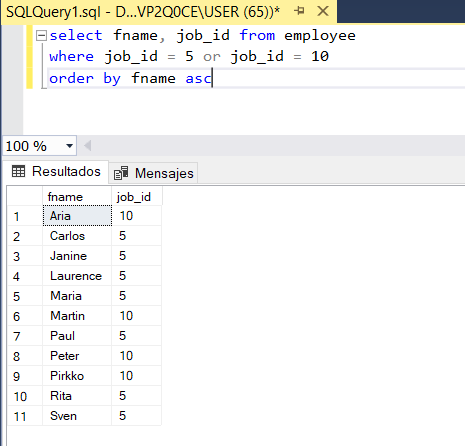 SQLQuery1.sql - D...VP2Q0CE\USER (65))*
select fname, job_id from employee
where job_id = 5 or job_id = 10
order by fname asc
100 %
Resultados Mensajes
fname job_id
1 Aria 10
2 Carlos 5
3 Janine 5
4 Laurence 5
5 Maria 5
6 Martin 10
7 Paul 5
8 Peter 10
9 Pirkko 10
10 Rita 5
11 Sven 5